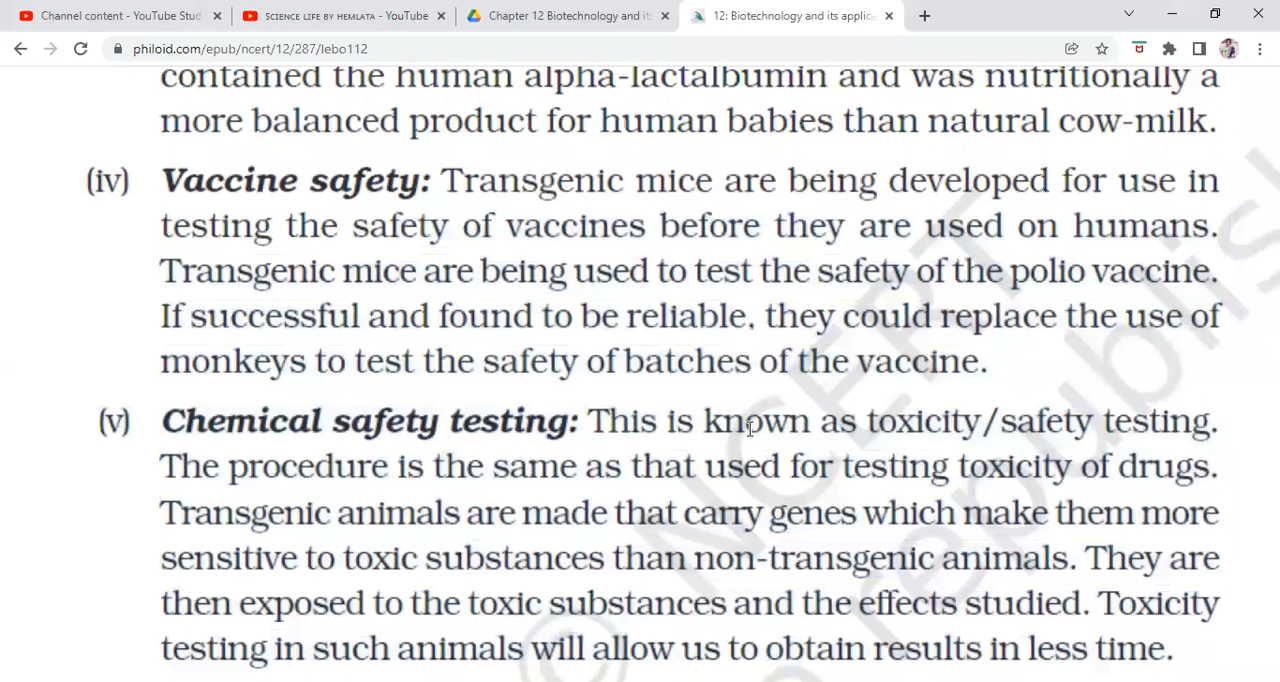 Channel content - YouTube Stud
SCIENCE LIFE BY HEMLATA - YouTube
Chapter 12 Biotechnology and its
12: Biotechnology and its applica
philoid.com/epub/ncert/12/287/lebo112
contained the human alpha-lactalbumin and was nutritionally a
more balanced product for human babies than natural cow-milk.
(iv) Vaccine safety: Transgenic mice are being developed for use in
testing the safety of vaccines before they are used on humans.
Transgenic mice are being used to test the safety of the polio vaccine.
If successful and found to be reliable, they could replace the use of
monkeys to test the safety of batches of the vaccine.
(v) Chemical safety testing: This is known as toxicity/safety testing.
The procedure is the same as that used for testing toxicity of drugs.
Transgenic animals are made that carry genes which make them more
sensitive to toxic substances than non-transgenic animals. They are
then exposed to the toxic substances and the effects studied. Toxicity
testing in such animals will allow us to obtain results in less time.
© NCERT
republis